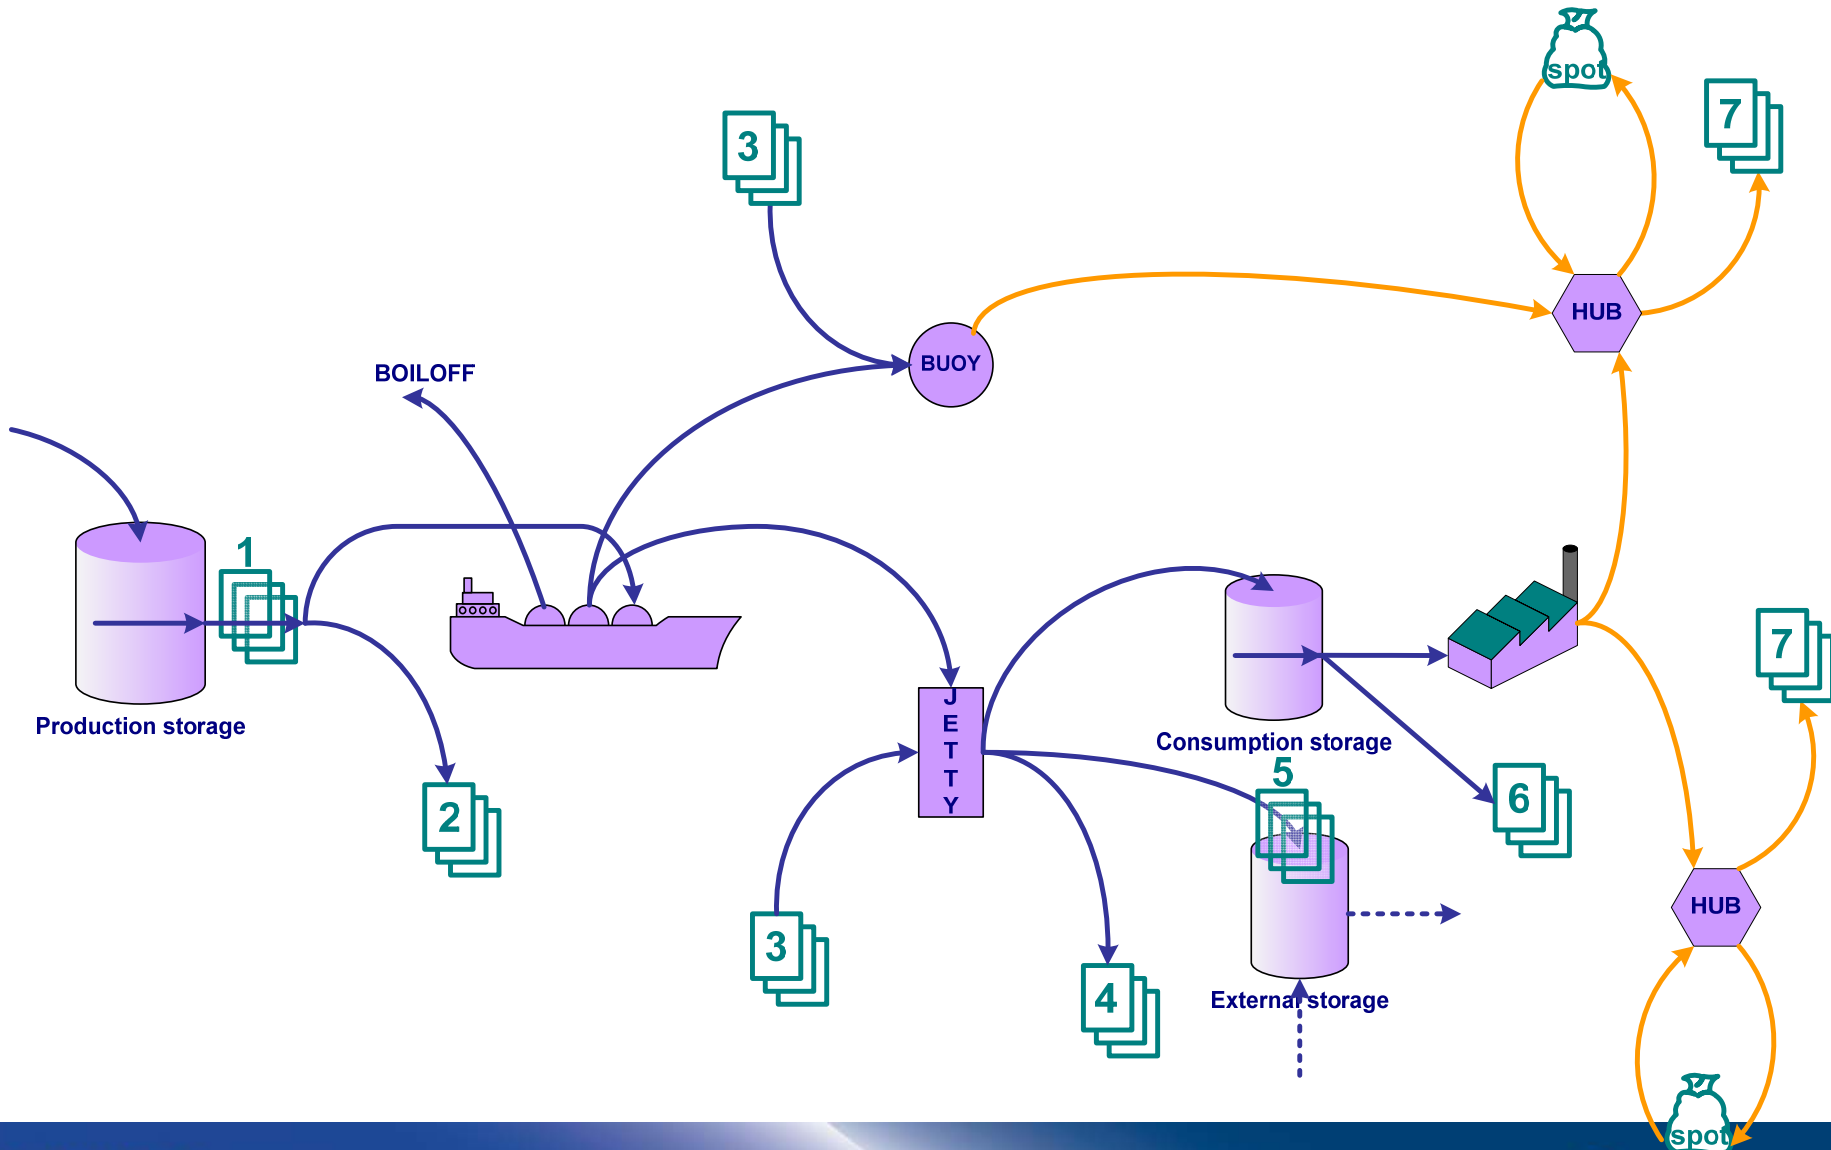 spot
7
3
HUB
BUOY
BOILOFF
1
7
J
E
T
T
Y
Production storage
Consumption storage
5
6
2
HUB
3
4
External storage
spot